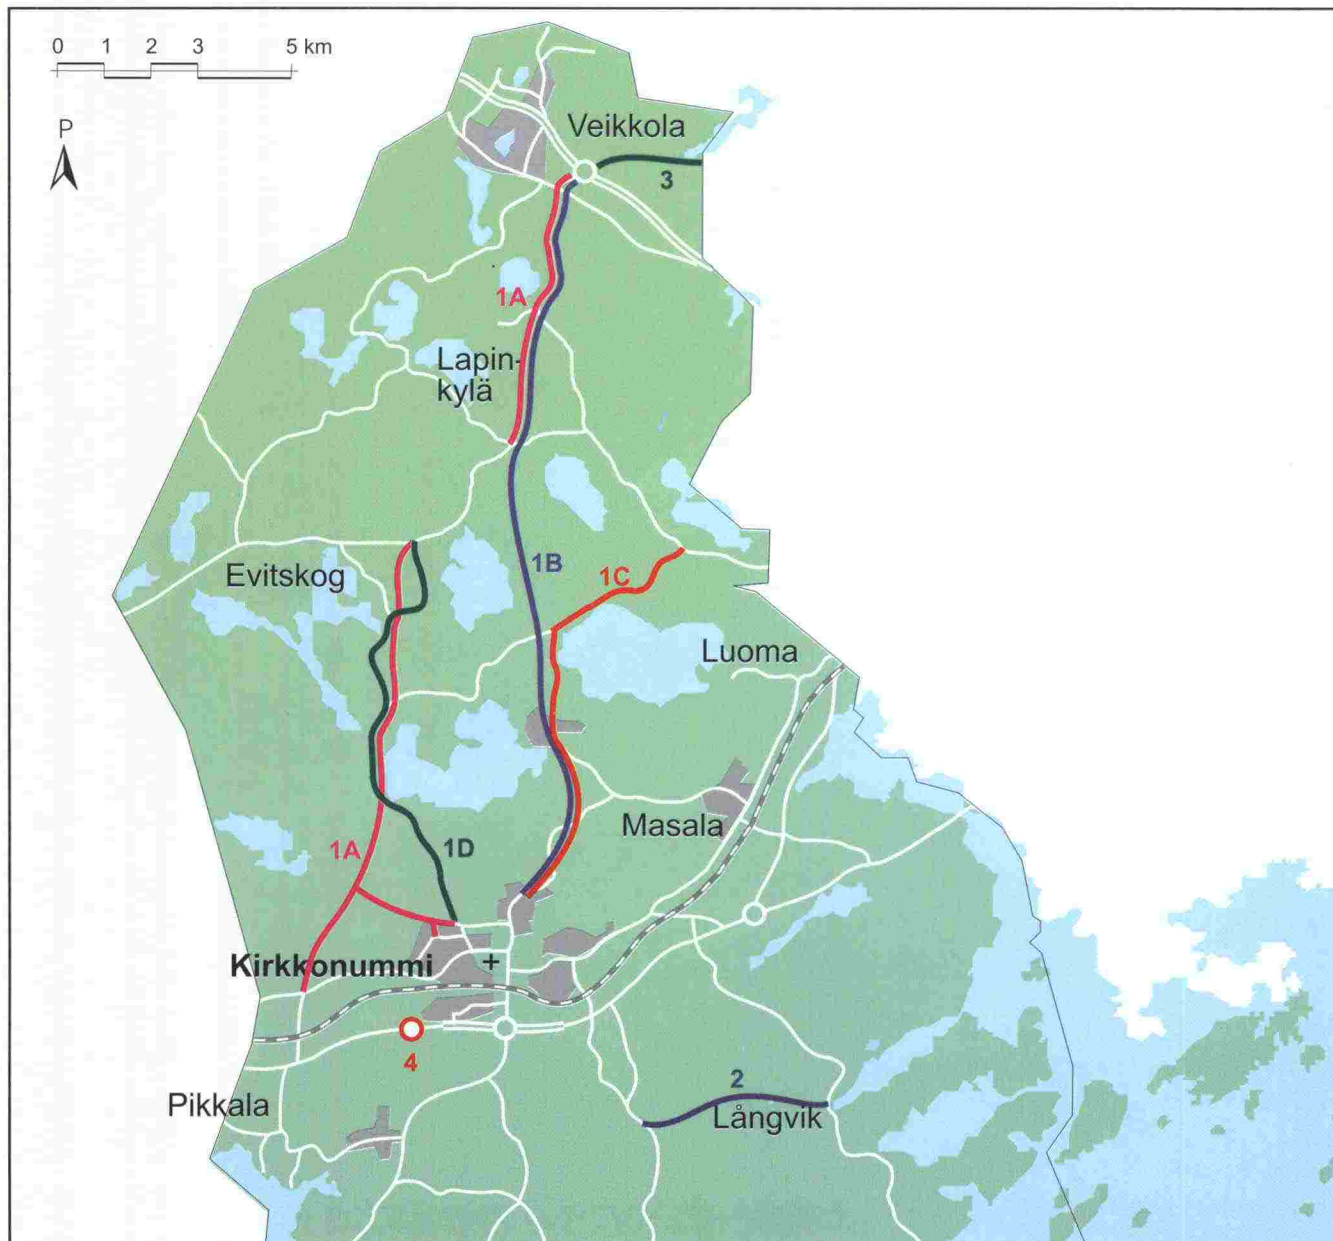 0 1 2 3 5 km
P
Veikkola
3
1A
Lapin-
kylä
1B
1C
Evitskog
Luoma
Masala
1A
1D
Kirkkonummi
4
2
Pikkala
Långvik